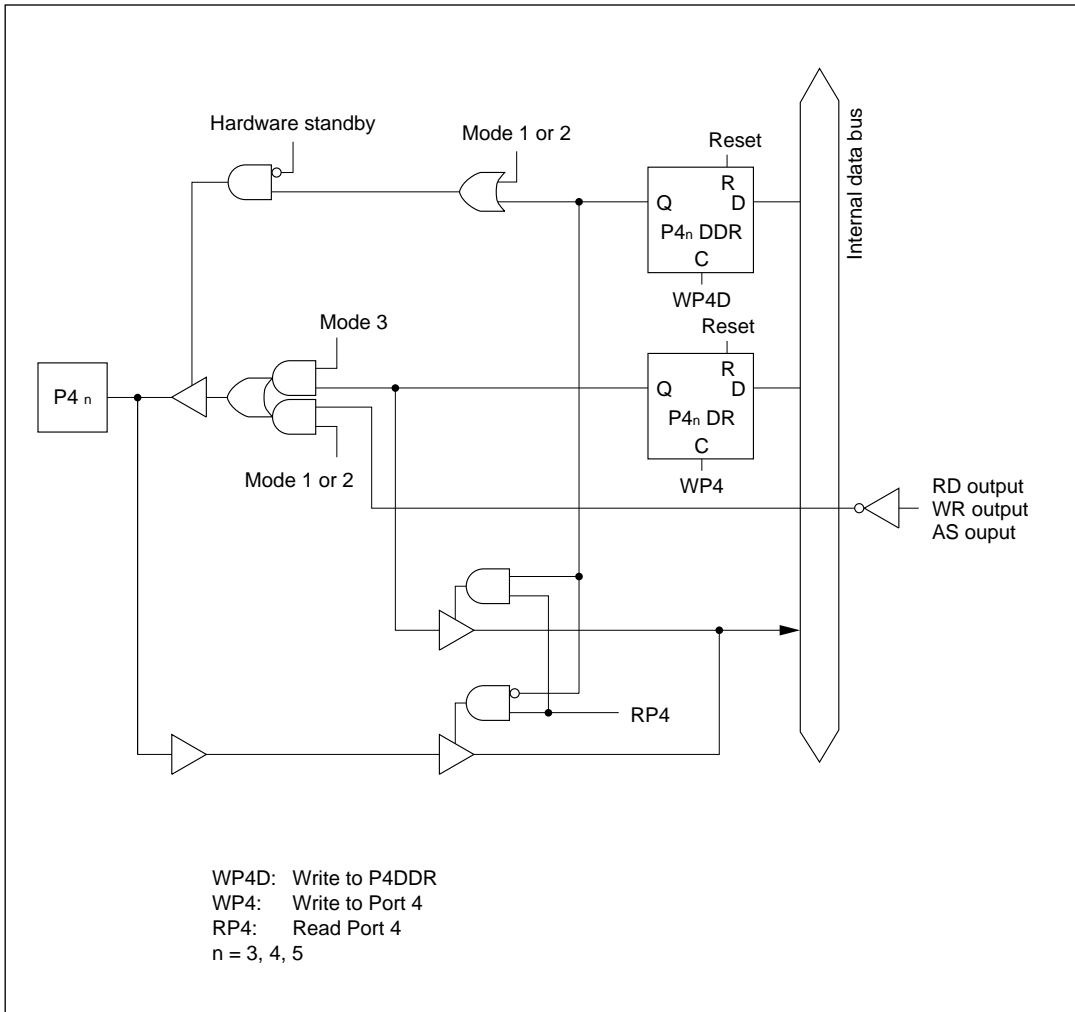 Hardware standby
Mode 1 or 2
Reset
R
Q D
P4n DDR
C
WP4D
Internal data bus
Mode 3
Reset
R
Q D
P4n DR
C
WP4
P4 n
Mode 1 or 2
RD output
WR output
AS ouput
RP4
WP4D: Write to P4DDR
WP4: Write to Port 4
RP4: Read Port 4
n = 3, 4, 5